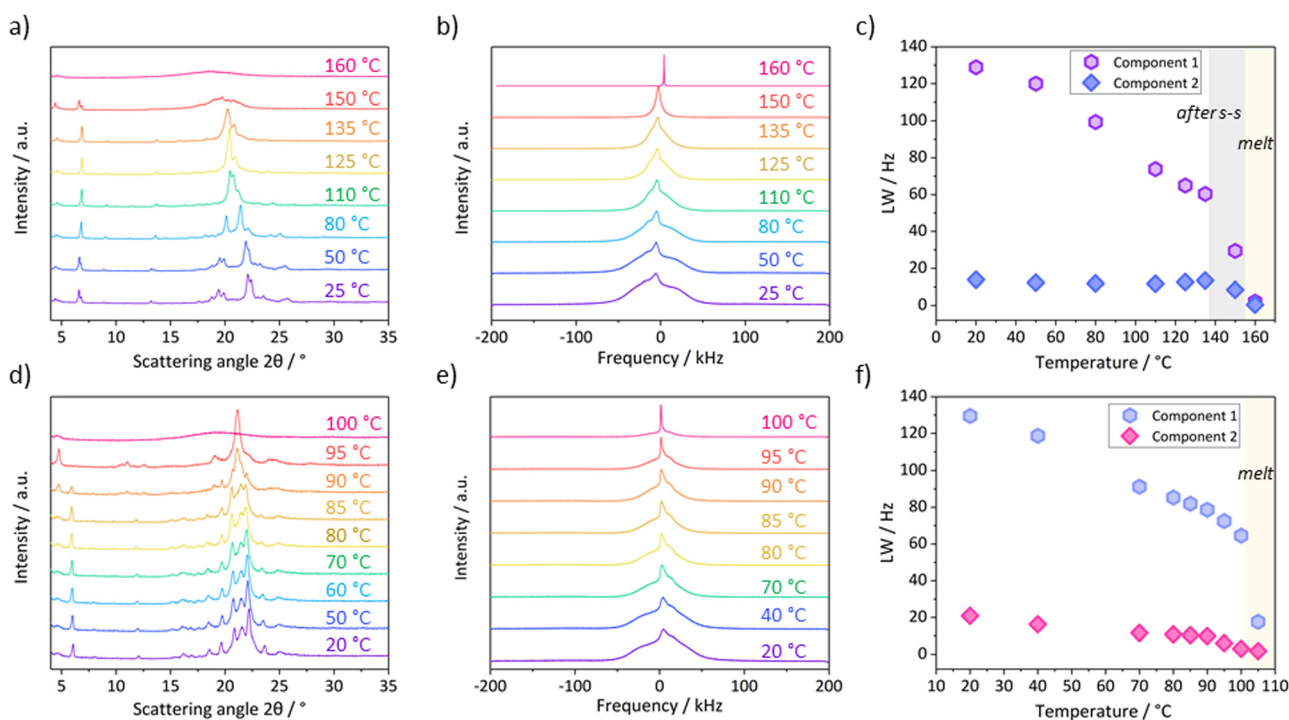 a)
Intensity / a.u.
160 °C
150 °C
135 °C
125 °C
110 °C
80 °C
50 °C
25 °C
5 10 15 20 25 30 35
Scattering angle 2θ / °
b)
Intensity / a.u.
160 °C
150 °C
135 °C
125 °C
110 °C
80 °C
50 °C
25 °C
-200 -100 0 100 200
Frequency / kHz
c)
LW / Hz
140
120
100
80
60
40
20
0
Component 1
Component 2
after s-s
melt
0 20 40 60 80 100 120 140 160
Temperature / °C
d)
Intensity / a.u.
100 °C
95 °C
90 °C
85 °C
80 °C
70 °C
60 °C
50 °C
20 °C
5 10 15 20 25 30 35
Scattering angle 2θ / °
e)
Intensity / a.u.
100 °C
95 °C
90 °C
85 °C
80 °C
70 °C
40 °C
20 °C
-200 -100 0 100 200
Frequency / kHz
f)
LW / Hz
140
120
100
80
60
40
20
0
Component 1
Component 2
melt
10 20 30 40 50 60 70 80 90 100 110
Temperature / °C